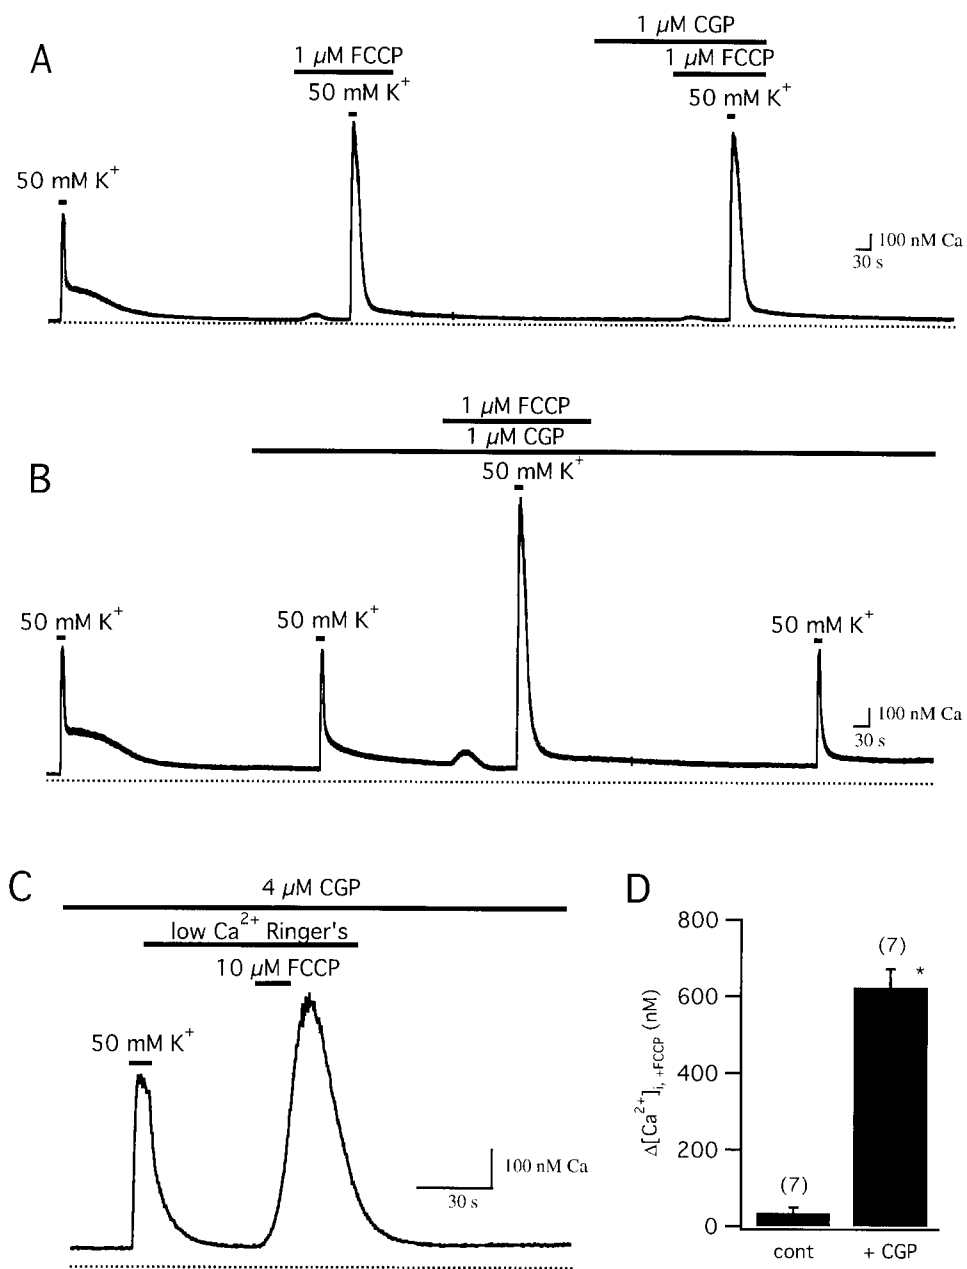 A
1 μM FCCP
50 mM K+
1 μM CGP
1 μM FCCP
50 mM K+
50 mM K+
100 nM Ca
30 s
B
1 μM FCCP
1 μM CGP
50 mM K+
50 mM K+
50 mM K+
50 mM K+
100 nM Ca
30 s
C
4 μM CGP
low Ca2+ Ringer's
10 μM FCCP
50 mM K+
100 nM Ca
30 s
D
Δ[Ca2+]i, +FCCP (nM)
800
600
400
200
0
(7)
(7)
*
cont
+ CGP